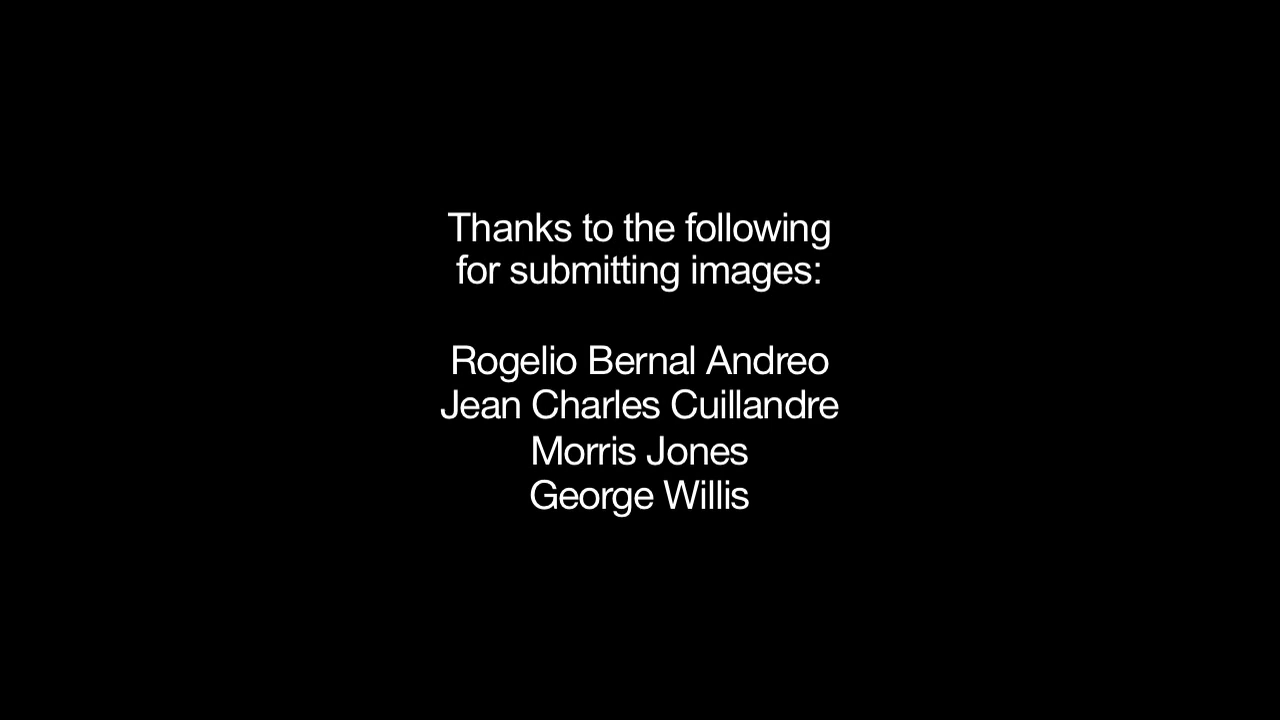 Thanks to the following
for submitting images:
Rogelio Bernal Andreo
Jean Charles Cuillandre
Morris Jones
George Willis